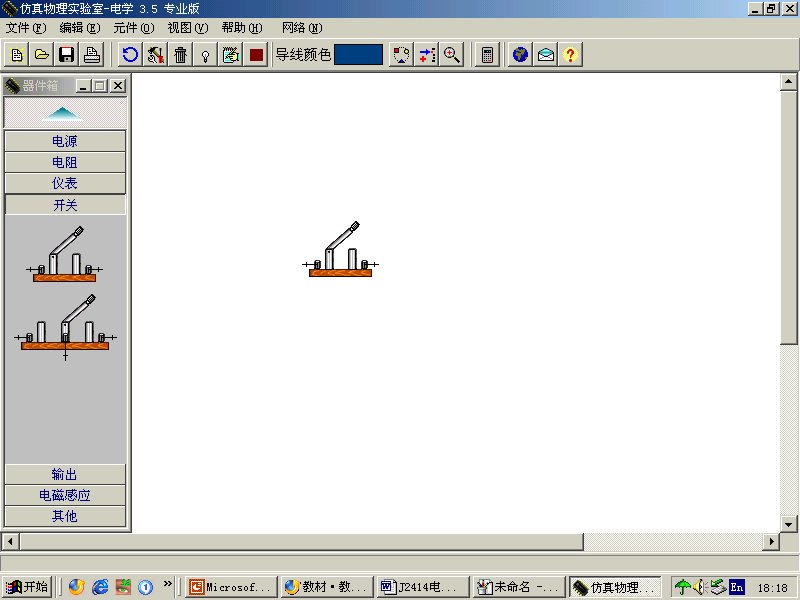 仿真物理实验室-电学 3.5 专业版
文件(F) 编辑(E) 元件(O) 视图(V) 帮助(H) 网络(N)
导线颜色
器件箱
电源
电阻
仪表
开关
输出
电磁感应
其他
开始 Microsof... 教材·教... J2414电... 未命名 -... 仿真物理... En 18:18